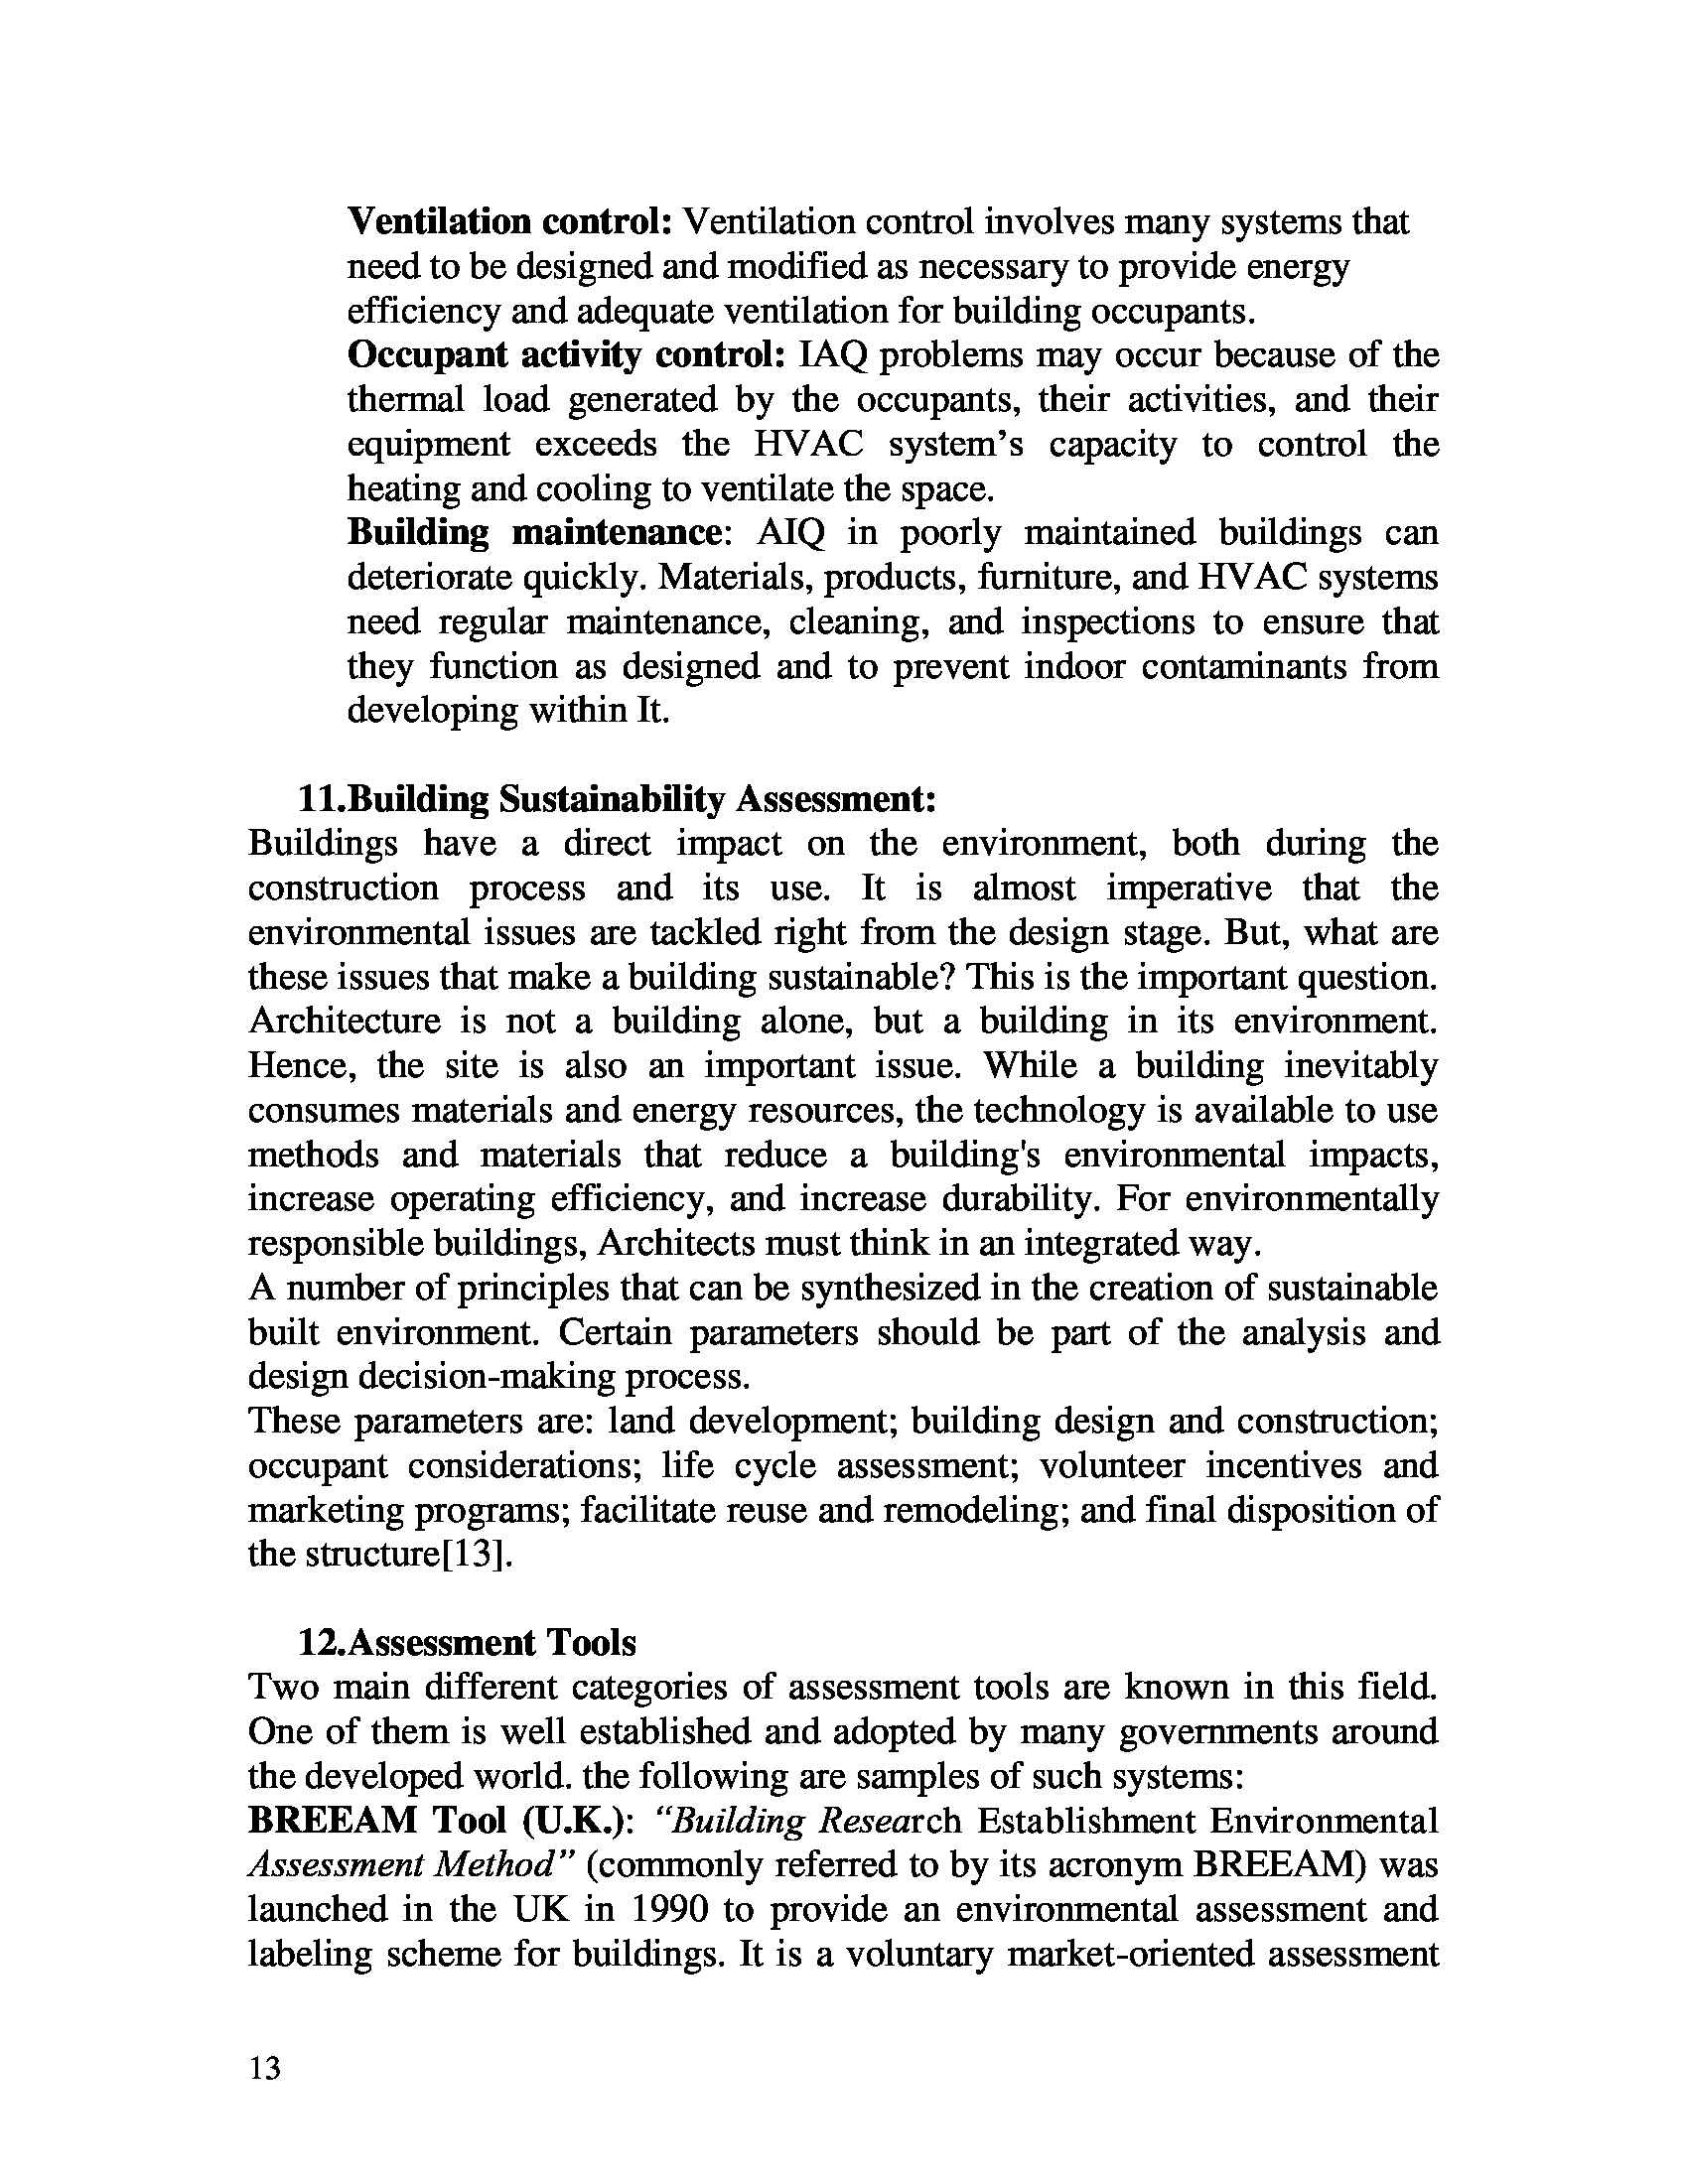 Ventilation control: Ventilation control involves many systems that
need to be designed and modified as necessary to provide energy
efficiency and adequate ventilation for building occupants.
Occupant activity control: IAQ problems may occur because of the
thermal load generated by the occupants, their activities, and their
equipment exceeds the HVAC system’s capacity to control the
heating and cooling to ventilate the space.
Building maintenance: AIQ in poorly maintained buildings can
deteriorate quickly. Materials, products, furniture, and HVAC systems
need regular maintenance, cleaning, and inspections to ensure that
they function as designed and to prevent indoor contaminants from
developing within It.
11.Building Sustainability Assessment:
Buildings have a direct impact on the environment, both during the
construction process and its use. It is almost imperative that the
environmental issues are tackled right from the design stage. But, what are
these issues that make a building sustainable? This is the important question.
Architecture is not a building alone, but a building in its environment.
Hence, the site is also an important issue. While a building inevitably
consumes materials and energy resources, the technology is available to use
methods and materials that reduce a building's environmental impacts,
increase operating efficiency, and increase durability. For environmentally
responsible buildings, Architects must think in an integrated way.
A number of principles that can be synthesized in the creation of sustainable
built environment. Certain parameters should be part of the analysis and
design decision-making process.
These parameters are: land development; building design and construction;
occupant considerations; life cycle assessment; volunteer incentives and
marketing programs; facilitate reuse and remodeling; and final disposition of
the structure[13].
12.Assessment Tools
Two main different categories of assessment tools are known in this field.
One of them is well established and adopted by many governments around
the developed world. the following are samples of such systems:
BREEAM Tool (U.K.): “Building Research Establishment Environmental
Assessment Method” (commonly referred to by its acronym BREEAM) was
launched in the UK in 1990 to provide an environmental assessment and
labeling scheme for buildings. It is a voluntary market-oriented assessment
13